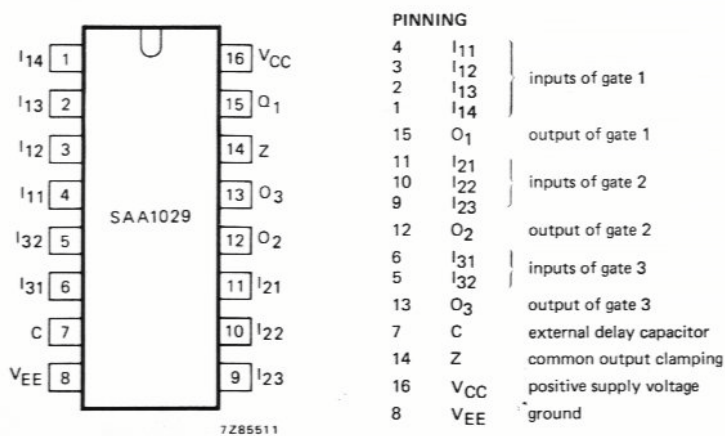 I14 1
I13 2
I12 3
I11 4
I32 5
I31 6
C 7
VEE 8
SAA1029
16 VCC
15 Q1
14 Z
13 O3
12 O2
11 I21
10 I22
9 I23
7Z85511
PINNING
4 I11
3 I12
2 I13
1 I14
inputs of gate 1
15 O1 output of gate 1
11 I21
10 I22
9 I23
inputs of gate 2
12 O2 output of gate 2
6 I31
5 I32
inputs of gate 3
13 O3 output of gate 3
7 C external delay capacitor
14 Z common output clamping
16 VCC positive supply voltage
8 VEE ground